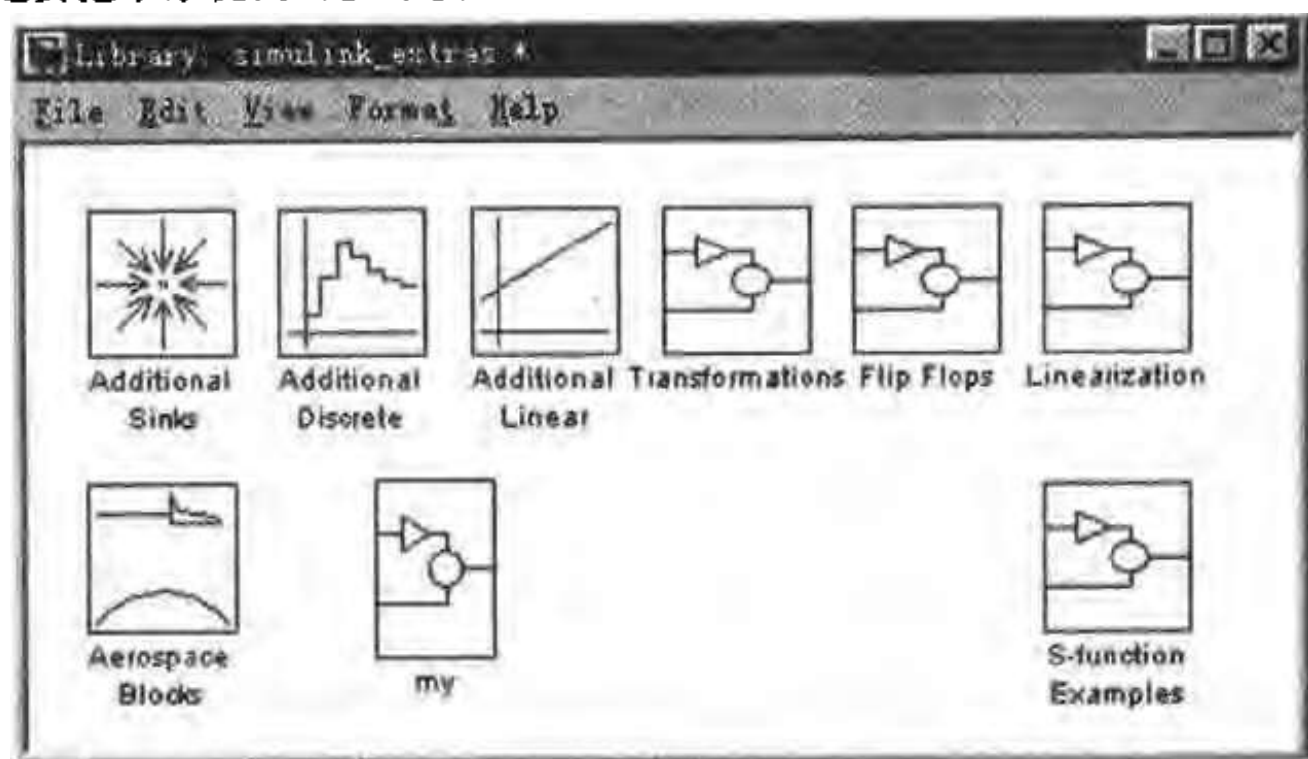 Library: simulink_extras *
File Edit View Format Help
Additional Sinks
Additional Discrete
Additional Linear
Transformations
Flip Flops
Linearization
Aerospace Blocks
my
S-function Examples